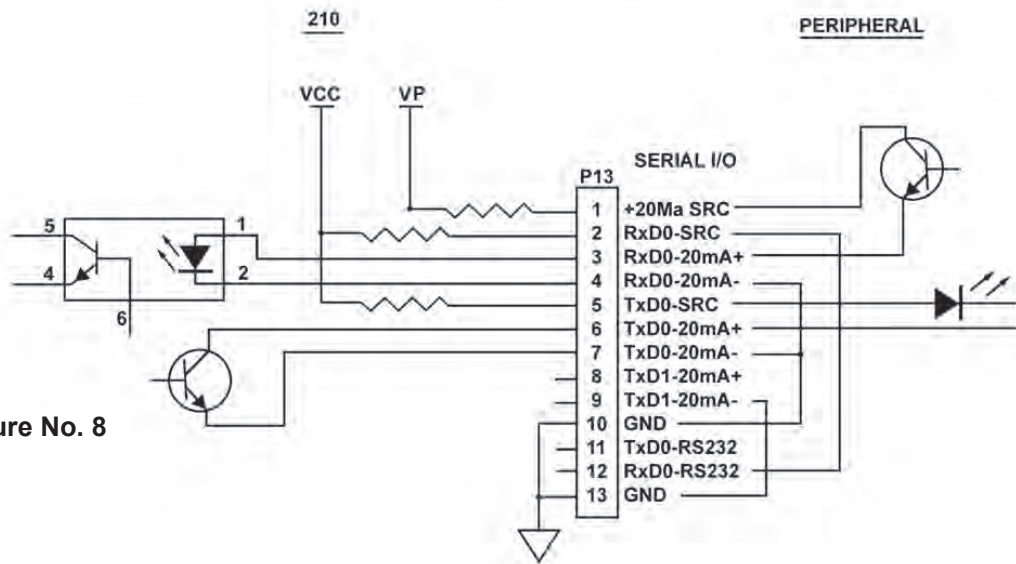 210
PERIPHERAL
VCC
VP
SERIAL I/O
P13
1 +20Ma SRC
2 RxD0-SRC
3 RxD0-20mA+
4 RxD0-20mA-
5 TxD0-SRC
6 TxD0-20mA+
7 TxD0-20mA-
8 TxD1-20mA+
9 TxD1-20mA-
10 GND
11 TxD0-RS232
12 RxD0-RS232
13 GND
5
1
4
2
6
ure No. 8